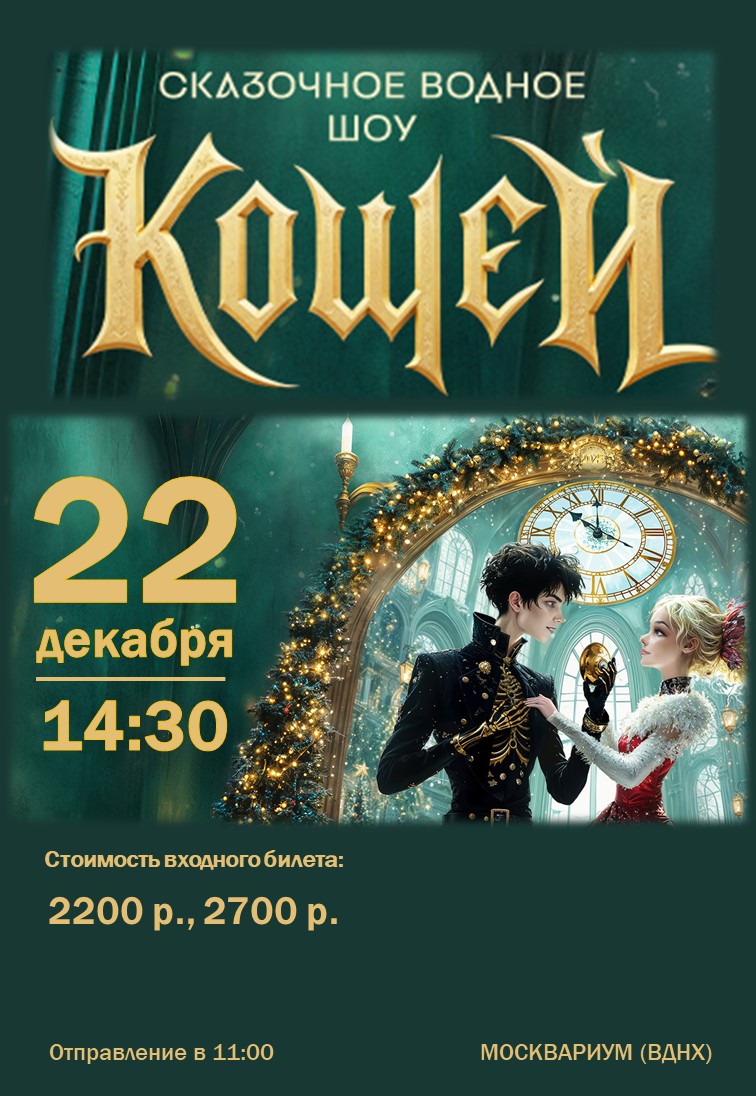 СКАЗОЧНОЕ ВОДНОЕ
ШОУ
КОЩЕЙ
22
декабря
14:30
Стоимость входного билета:
2200 р., 2700 р.
Отправление в 11:00
МОСКВАРИУМ (ВДНХ)